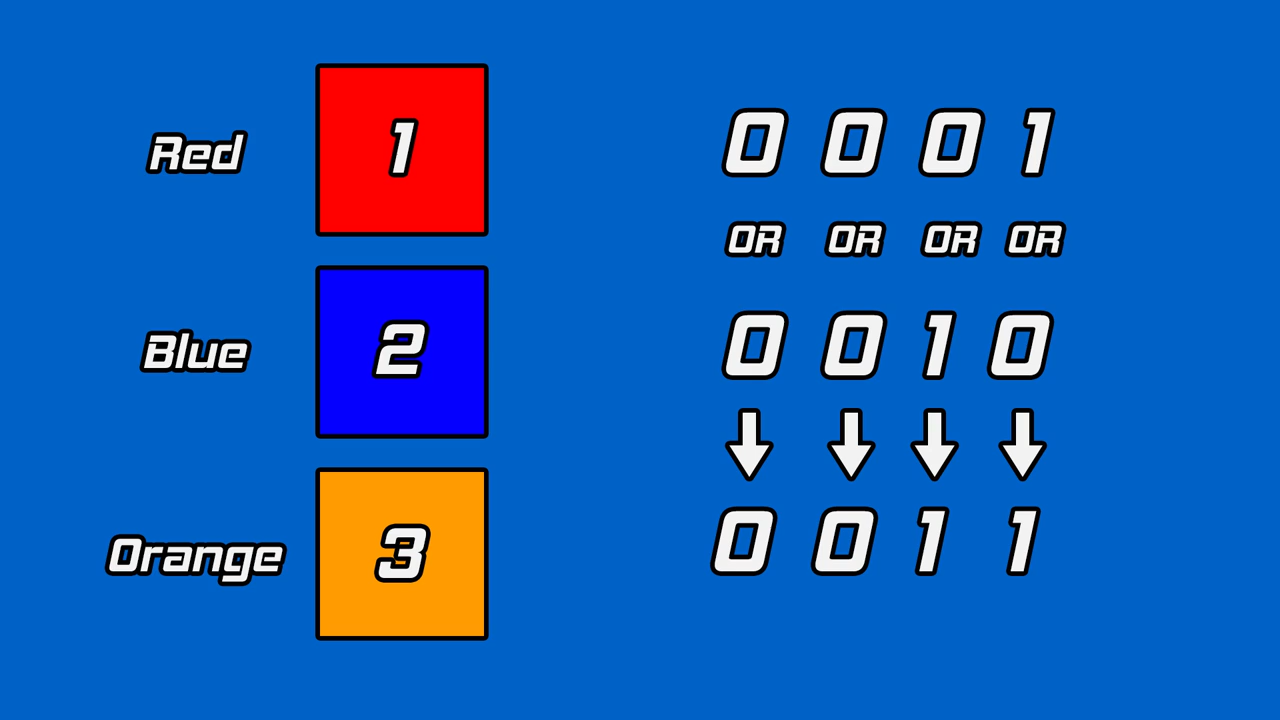 Red 1
0 0 0 1
OR OR OR OR
Blue 2
0 0 1 0
Orange 3
0 0 1 1